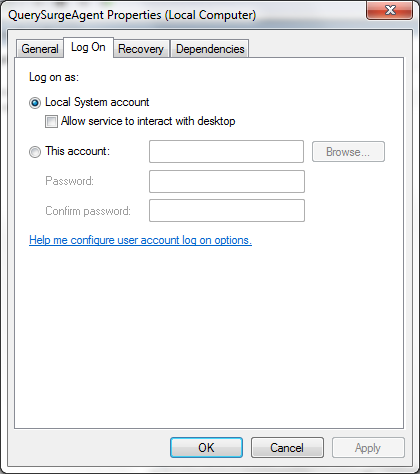 QuerySurgeAgent Properties (Local Computer)
General Log On Recovery Dependencies
Log on as:
Local System account
Allow service to interact with desktop
This account:
Browse...
Password:
Confirm password:
Help me configure user account log on options.
OK Cancel Apply